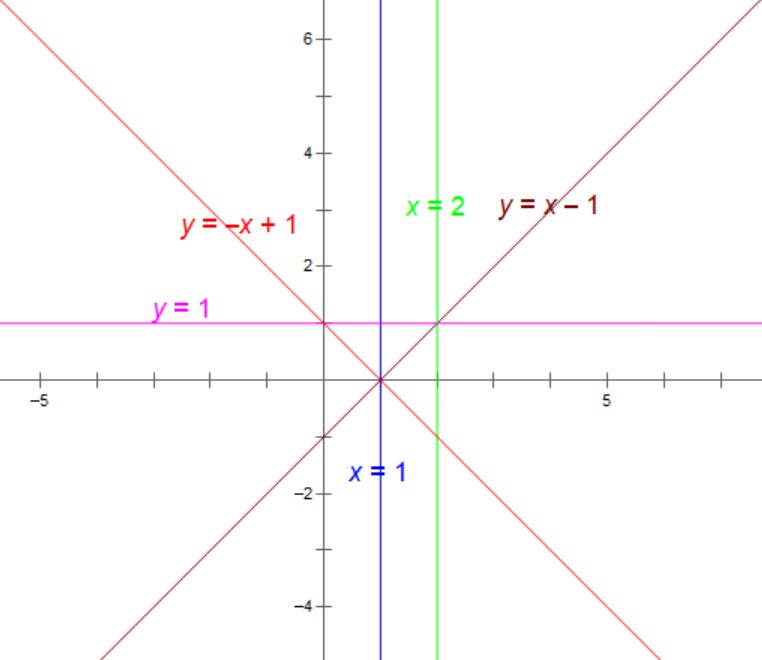 6
4
x = 2
y = x – 1
y = –x + 1
2
y = 1
–5
5
x = 1
–2
–4